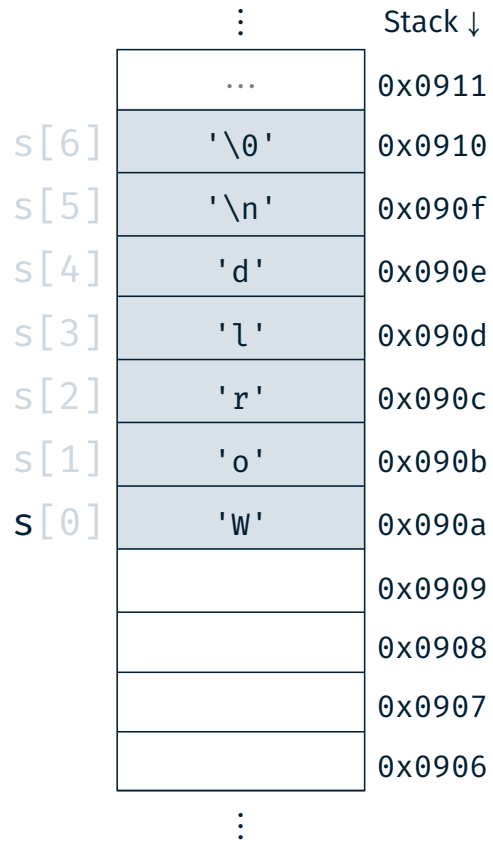 ⋮ Stack ↓
... 0x0911
s[6] '\0' 0x0910
s[5] '\n' 0x090f
s[4] 'd' 0x090e
s[3] 'l' 0x090d
s[2] 'r' 0x090c
s[1] 'o' 0x090b
s[0] 'W' 0x090a
0x0909
0x0908
0x0907
0x0906
⋮